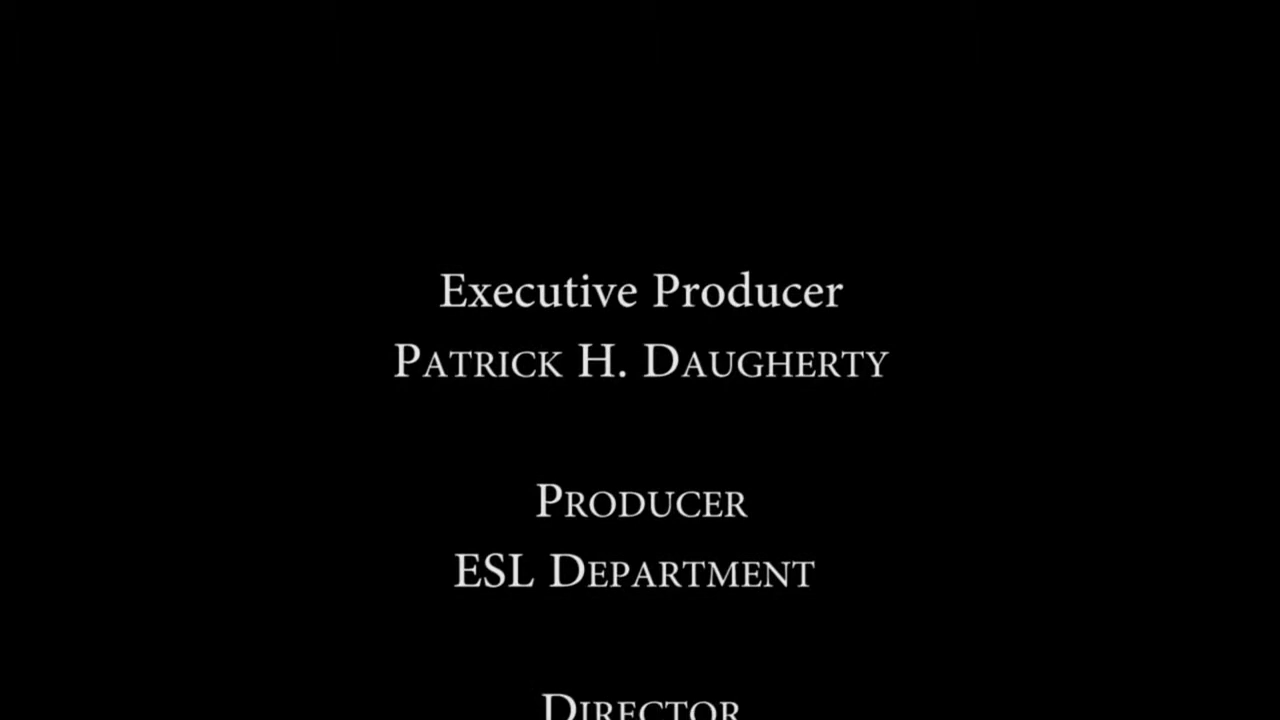 Executive Producer
PATRICK H. DAUGHERTY
PRODUCER
ESL DEPARTMENT
DIRECTOR